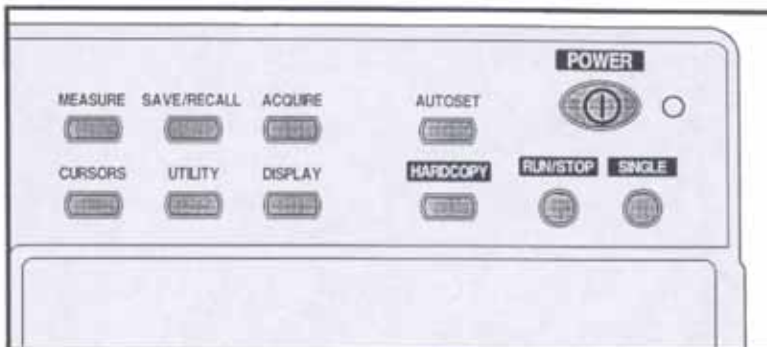 POWER
MEASURE SAVE/RECALL ACQUIRE AUTOSET
CURSORS UTILITY DISPLAY HARDCOPY RUN/STOP SINGLE